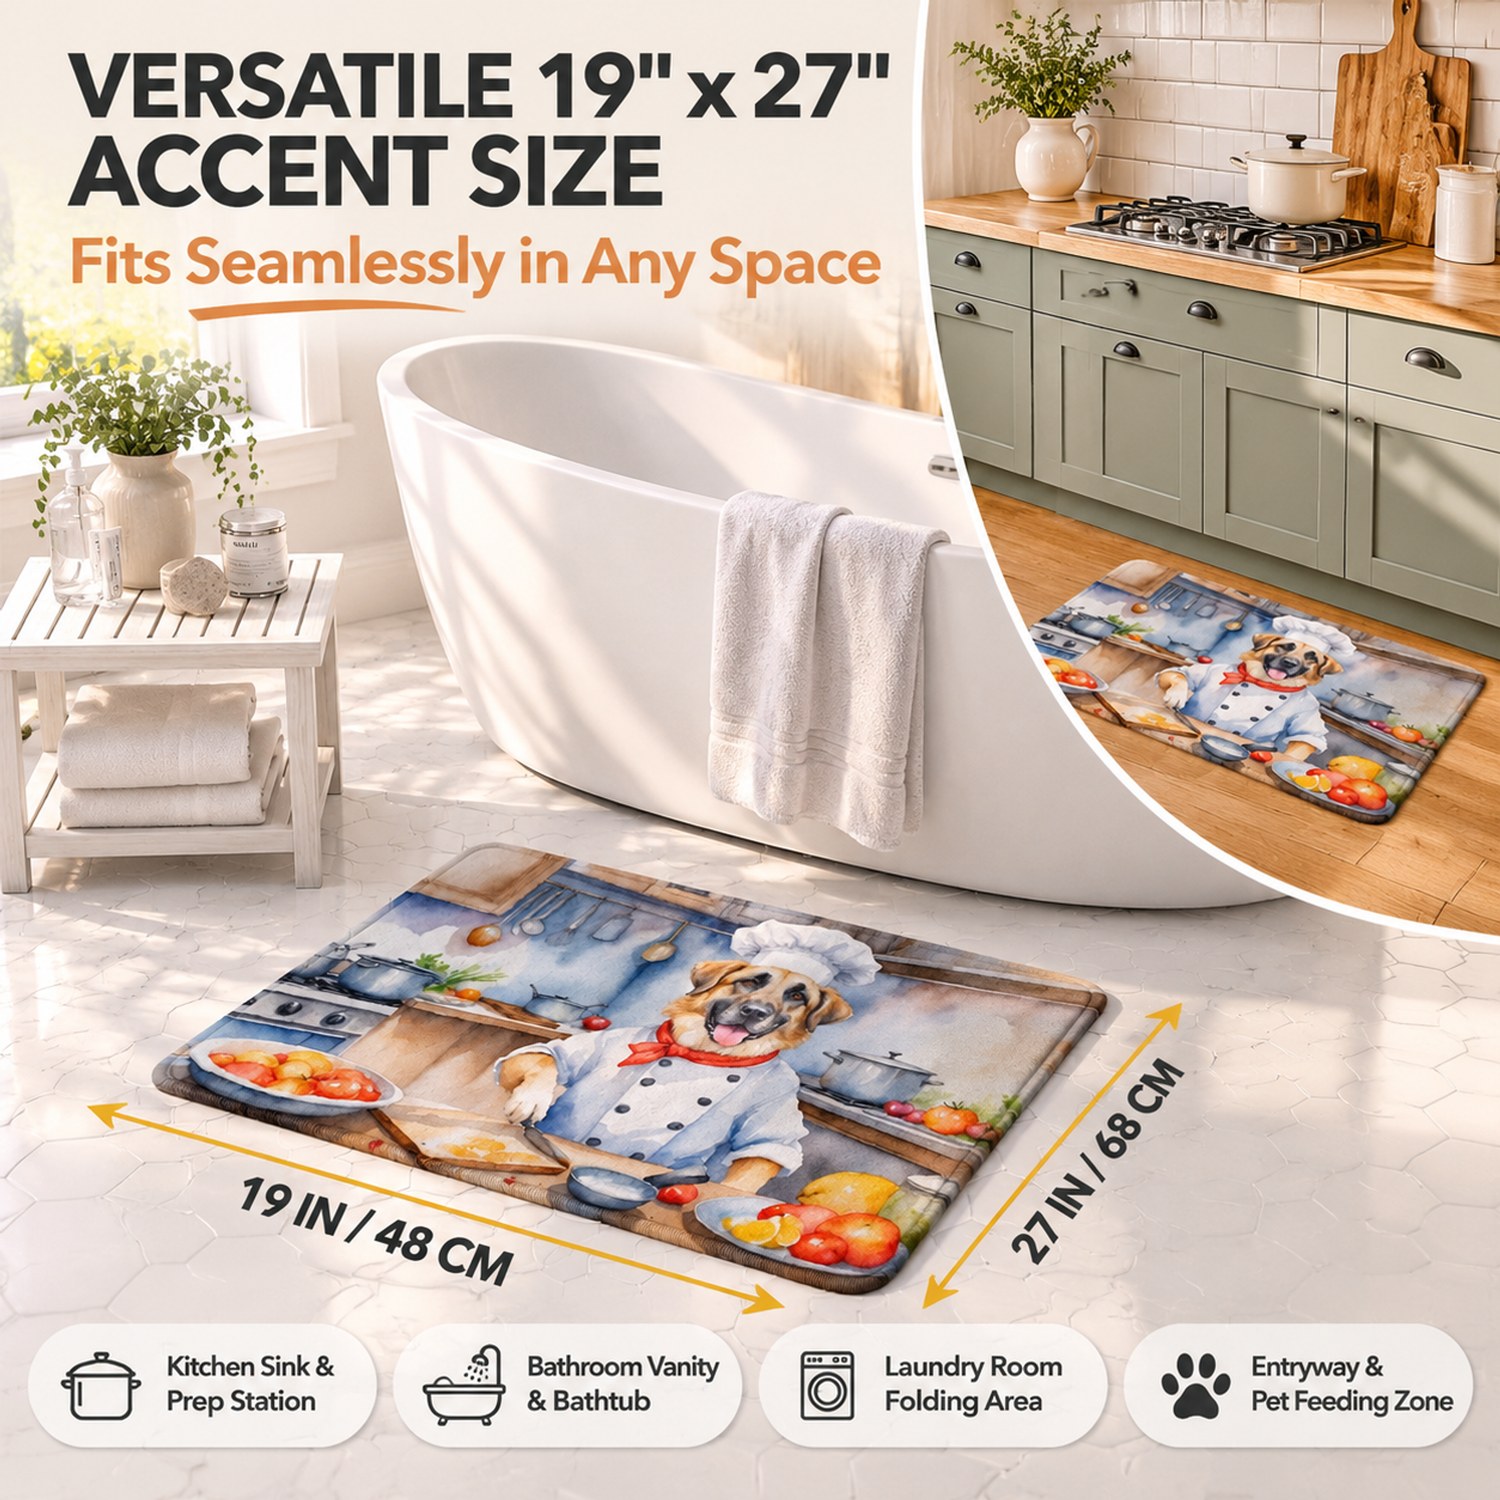 VERSATILE 19" x 27"
ACCENT SIZE
Fits Seamlessly in Any Space
19 IN / 48 CM
27 IN / 68 CM
Kitchen Sink &
Prep Station
Bathroom Vanity
& Bathtub
Laundry Room
Folding Area
Entryway &
Pet Feeding Zone